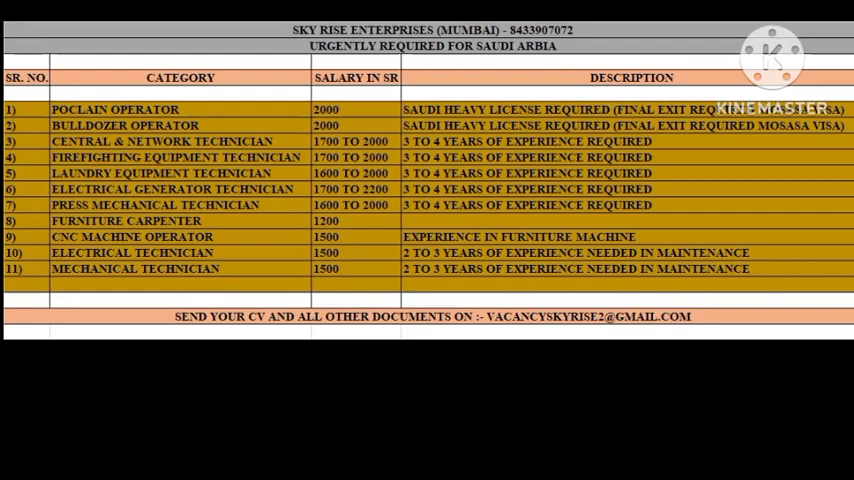 SKY RISE ENTERPRISES (MUMBAI) - 8433907072
URGENTLY REQUIRED FOR SAUDI ARBIA
SR. NO. CATEGORY SALARY IN SR DESCRIPTION
1) POCLAIN OPERATOR 2000 SAUDI HEAVY LICENSE REQUIRED (FINAL EXIT REQUIRED MOSASA VISA)
2) BULLDOZER OPERATOR 2000 SAUDI HEAVY LICENSE REQUIRED (FINAL EXIT REQUIRED MOSASA VISA)
3) CENTRAL & NETWORK TECHNICIAN 1700 TO 2000 3 TO 4 YEARS OF EXPERIENCE REQUIRED
4) FIREFIGHTING EQUIPMENT TECHNICIAN 1700 TO 2000 3 TO 4 YEARS OF EXPERIENCE REQUIRED
5) LAUNDRY EQUIPMENT TECHNICIAN 1600 TO 2000 3 TO 4 YEARS OF EXPERIENCE REQUIRED
6) ELECTRICAL GENERATOR TECHNICIAN 1700 TO 2200 3 TO 4 YEARS OF EXPERIENCE REQUIRED
7) PRESS MECHANICAL TECHNICIAN 1600 TO 2000 3 TO 4 YEARS OF EXPERIENCE REQUIRED
8) FURNITURE CARPENTER 1200
9) CNC MACHINE OPERATOR 1500 EXPERIENCE IN FURNITURE MACHINE
10) ELECTRICAL TECHNICIAN 1500 2 TO 3 YEARS OF EXPERIENCE NEEDED IN MAINTENANCE
11) MECHANICAL TECHNICIAN 1500 2 TO 3 YEARS OF EXPERIENCE NEEDED IN MAINTENANCE
SEND YOUR CV AND ALL OTHER DOCUMENTS ON :- VACANCYSKYRISE2@GMAIL.COM
K
KINEMASTER